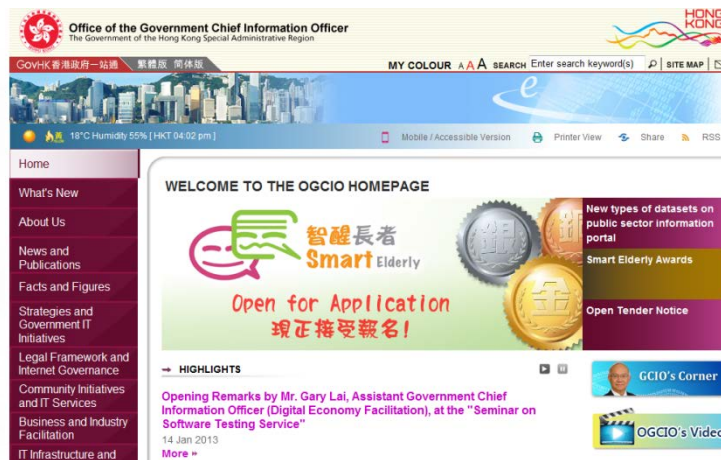 Office of the Government Chief Information Officer
The Government of the Hong Kong Special Administrative Region
HONG
KONG
GovHK 香港政府一站通 繁體版 简体版 MY COLOUR A A A SEARCH Enter search keyword(s) SITE MAP
e
18°C Humidity 55% [ HKT 04:02 pm ] Mobile / Accessible Version Printer View Share RSS
Home
What's New
About Us
News and
Publications
Facts and Figures
Strategies and
Government IT
Initiatives
Legal Framework and
Internet Governance
Community Initiatives
and IT Services
Business and Industry
Facilitation
IT Infrastructure and
WELCOME TO THE OGCIO HOMEPAGE
智醒長者
Smart Elderly
Open for Application
現正接受報名!
銀
銅
金
New types of datasets on
public sector information
portal
Smart Elderly Awards
Open Tender Notice
HIGHLIGHTS
Opening Remarks by Mr. Gary Lai, Assistant Government Chief
Information Officer (Digital Economy Facilitation), at the "Seminar on
Software Testing Service"
14 Jan 2013
More »
GCIO's Corner
OGCIO's Video